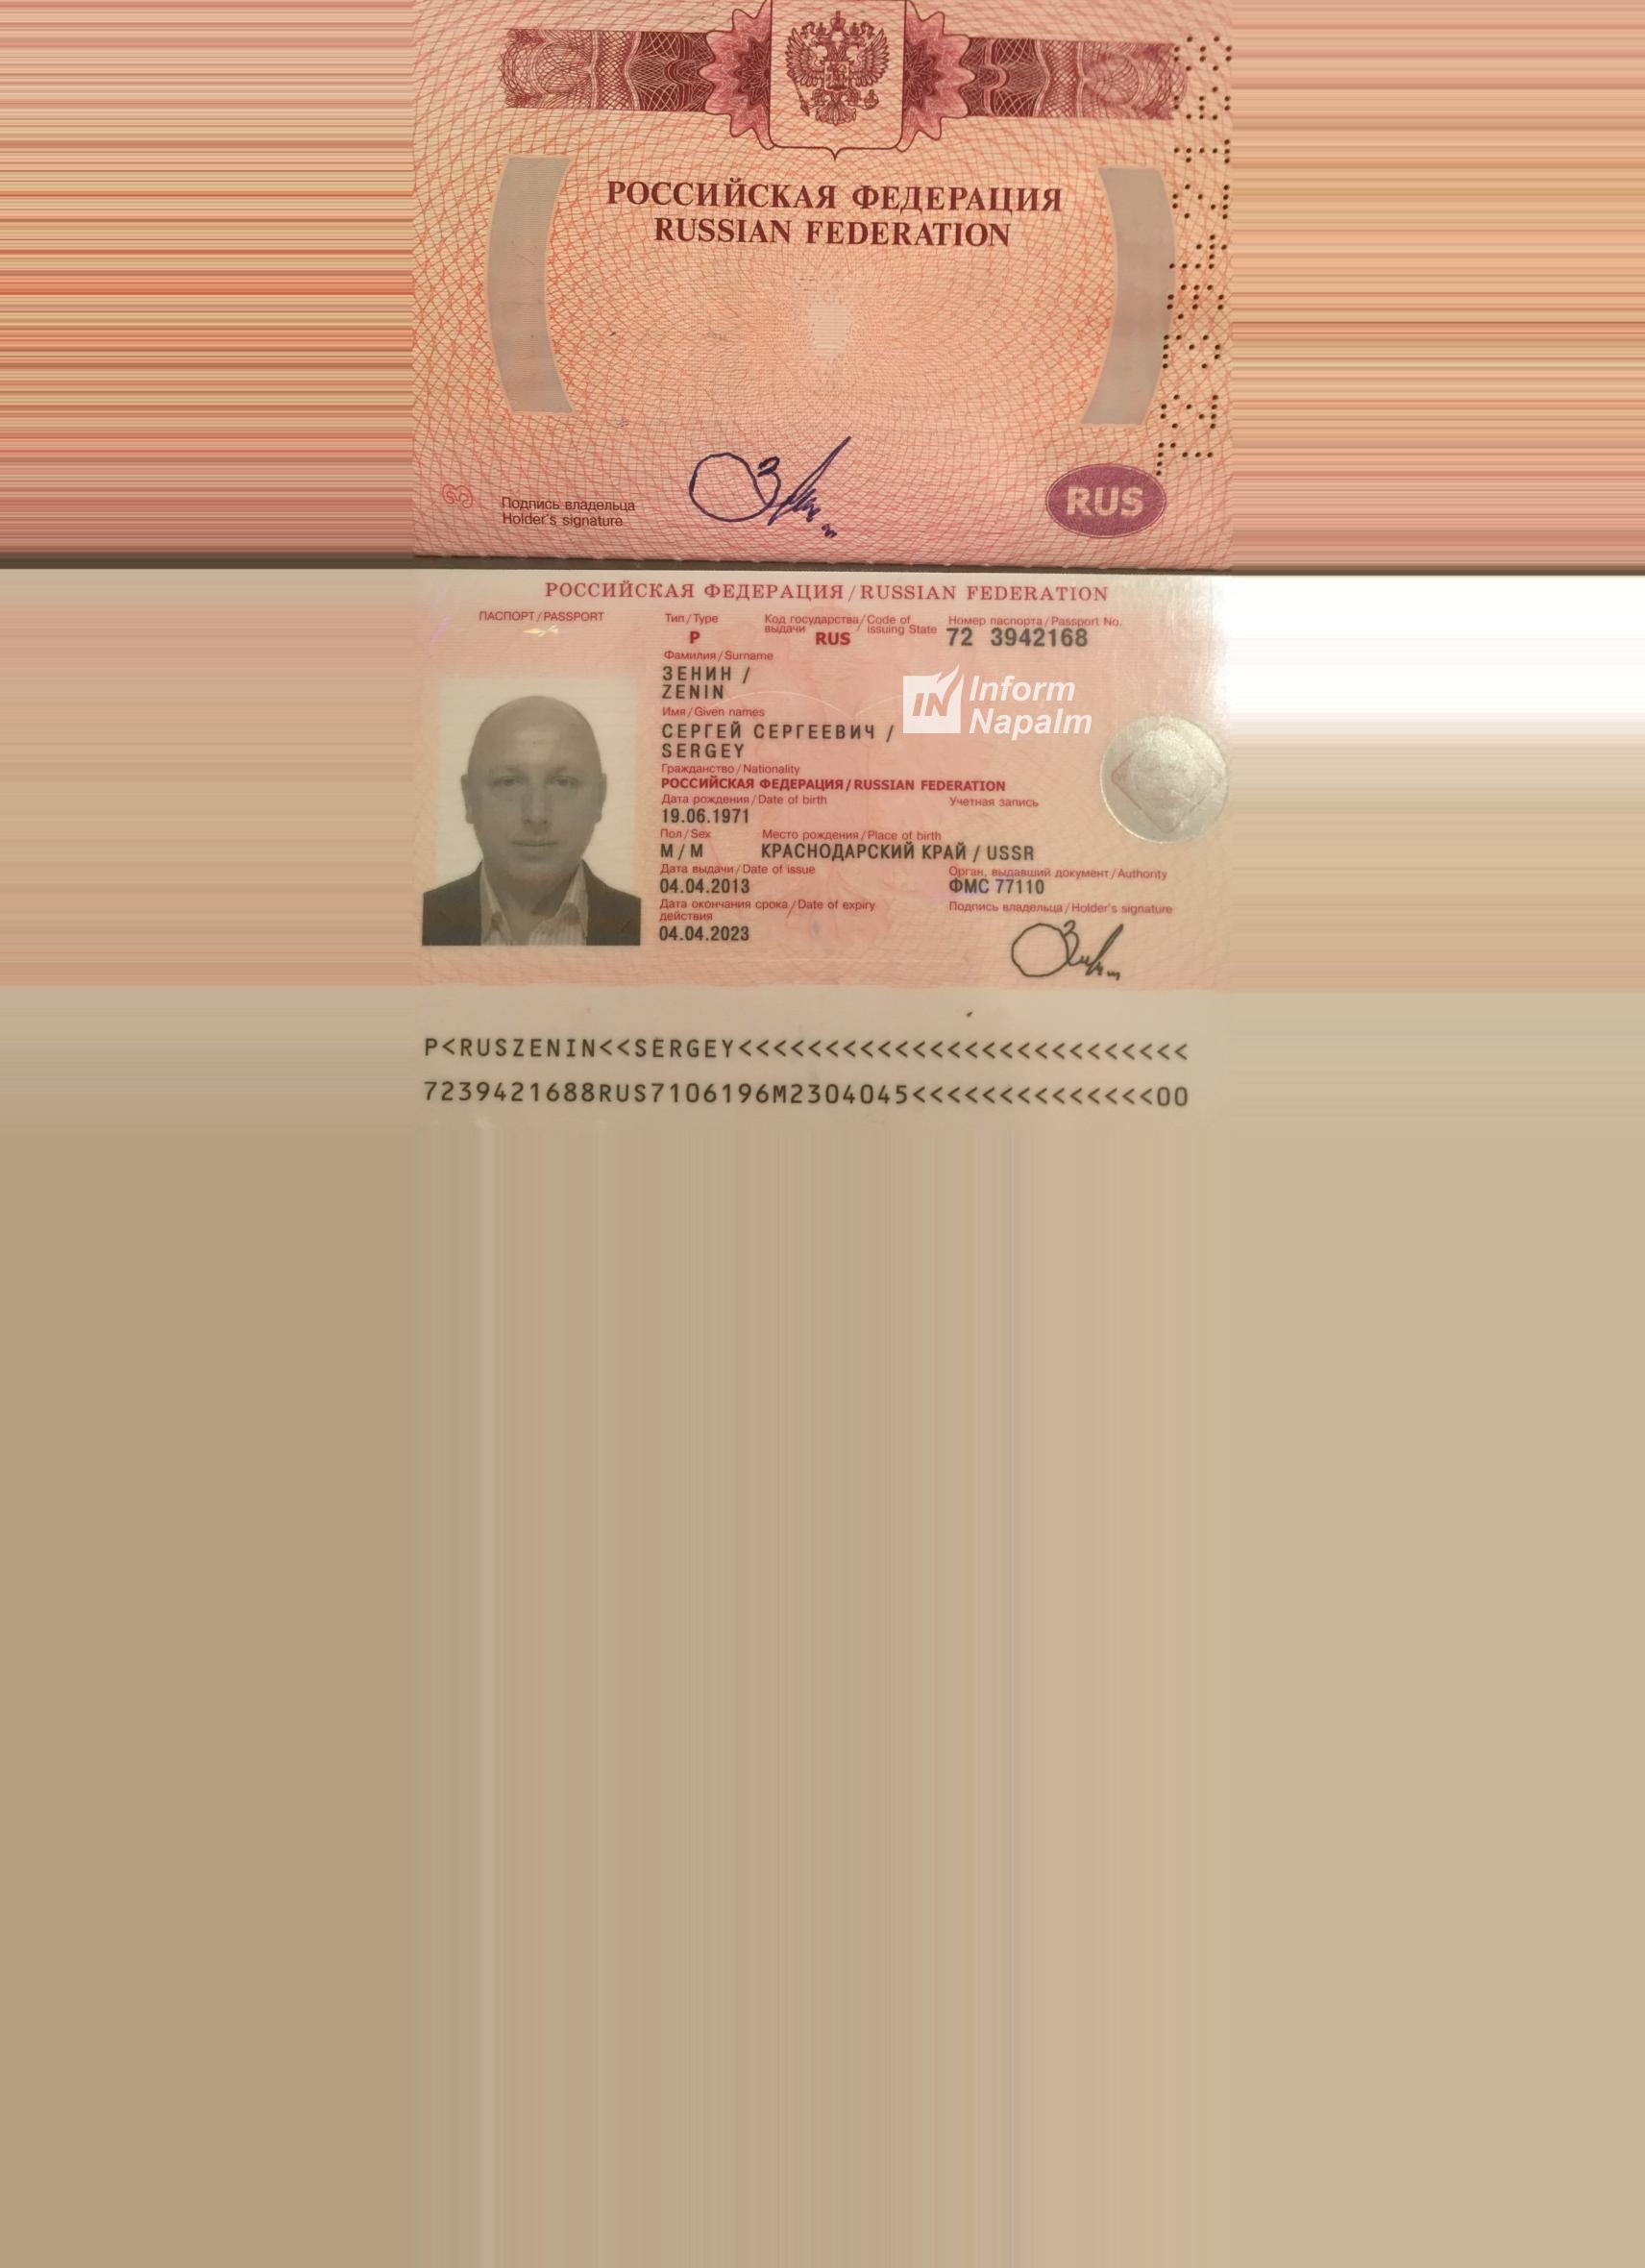 РОССИЙСКАЯ ФЕДЕРАЦИЯ
RUSSIAN FEDERATION
Подпись владельца
Holder's signature
RUS
РОССИЙСКАЯ ФЕДЕРАЦИЯ / RUSSIAN FEDERATION
ПАСПОРТ / PASSPORT
Тип / Type
Код государства / Code of
выдачи issuing State
Номер паспорта / Passport No.
P
RUS
72 3942168
Фамилия / Surname
ЗЕНИН /
ZENIN
Inform
Napalm
IN
Имя / Given names
СЕРГЕЙ СЕРГЕЕВИЧ /
SERGEY
Гражданство / Nationality
РОССИЙСКАЯ ФЕДЕРАЦИЯ / RUSSIAN FEDERATION
Дата рождения / Date of birth
Учетная запись
19.06.1971
Пол / Sex
Место рождения / Place of birth
М / M
КРАСНОДАРСКИЙ КРАЙ / USSR
Дата выдачи / Date of issue
Орган, выдавший документ / Authority
04.04.2013
ФМС 77110
Дата окончания срока / Date of expiry
действия
Подпись владельца / Holder's signature
04.04.2023
P<RUSZENIN<<SERGEY<<<<<<<<<<<<<<<<<<<<<<<<<<
7239421688RUS7106196M2304045<<<<<<<<<<<<<<00